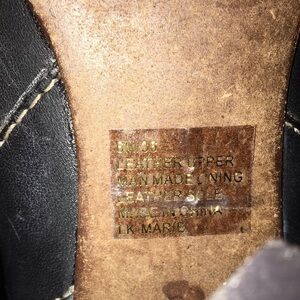 LEATHER UPPER
MAN MADE LINING
LEATHER SOLE
MADE IN CHINA
LK-MARIE